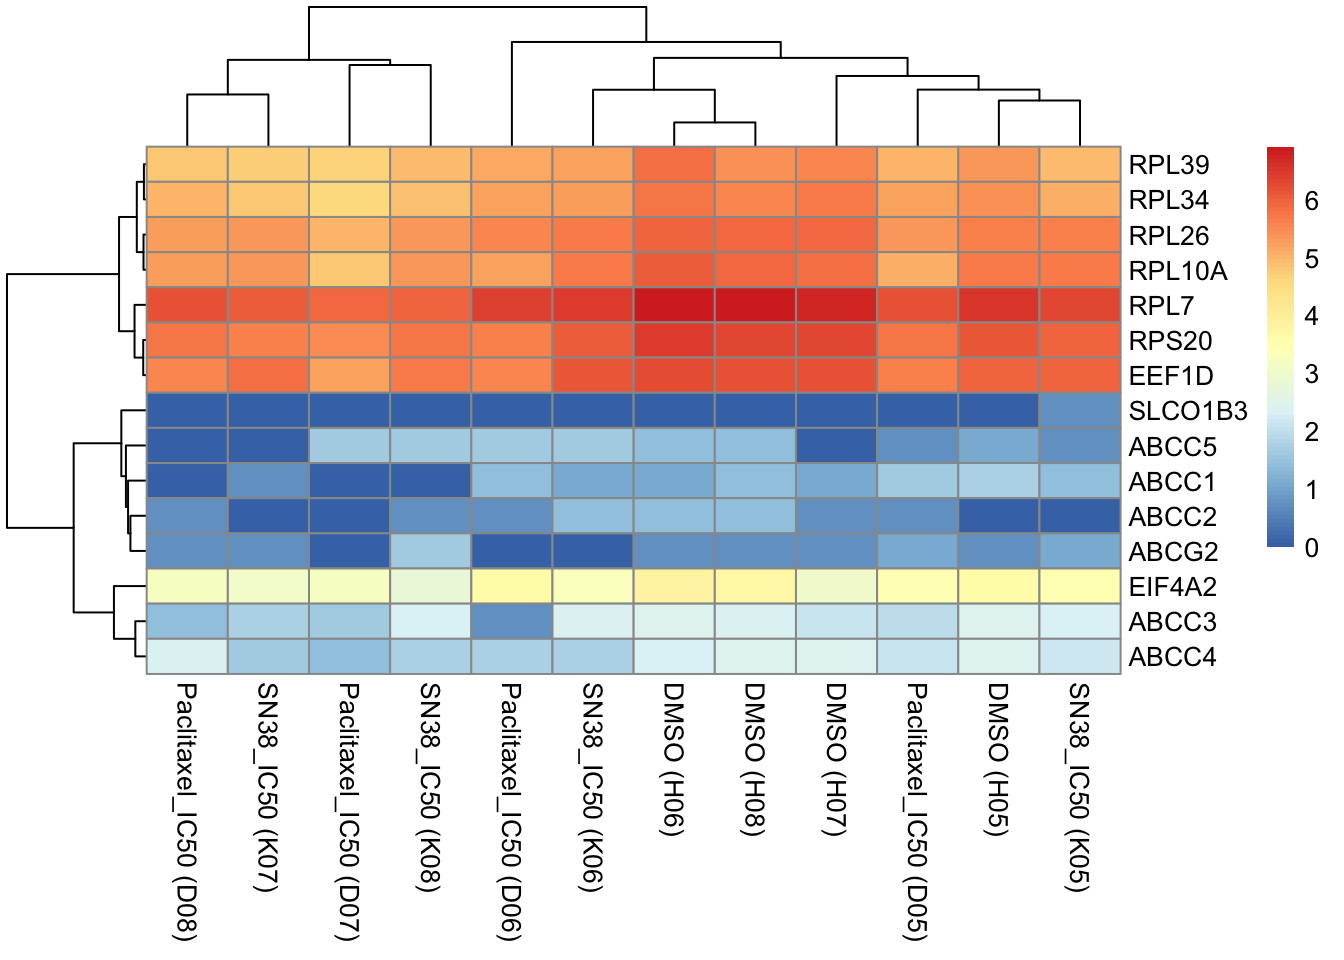 RPL39
RPL34
RPL26
RPL10A
RPL7
RPS20
EEF1D
SLCO1B3
ABCC5
ABCC1
ABCC2
ABCG2
EIF4A2
ABCC3
ABCC4
6
5
4
3
2
1
0
Paclitaxel_IC50 (D08)
SN38_IC50 (K07)
Paclitaxel_IC50 (D07)
SN38_IC50 (K08)
Paclitaxel_IC50 (D06)
SN38_IC50 (K06)
DMSO (H06)
DMSO (H08)
DMSO (H07)
Paclitaxel_IC50 (D05)
DMSO (H05)
SN38_IC50 (K05)